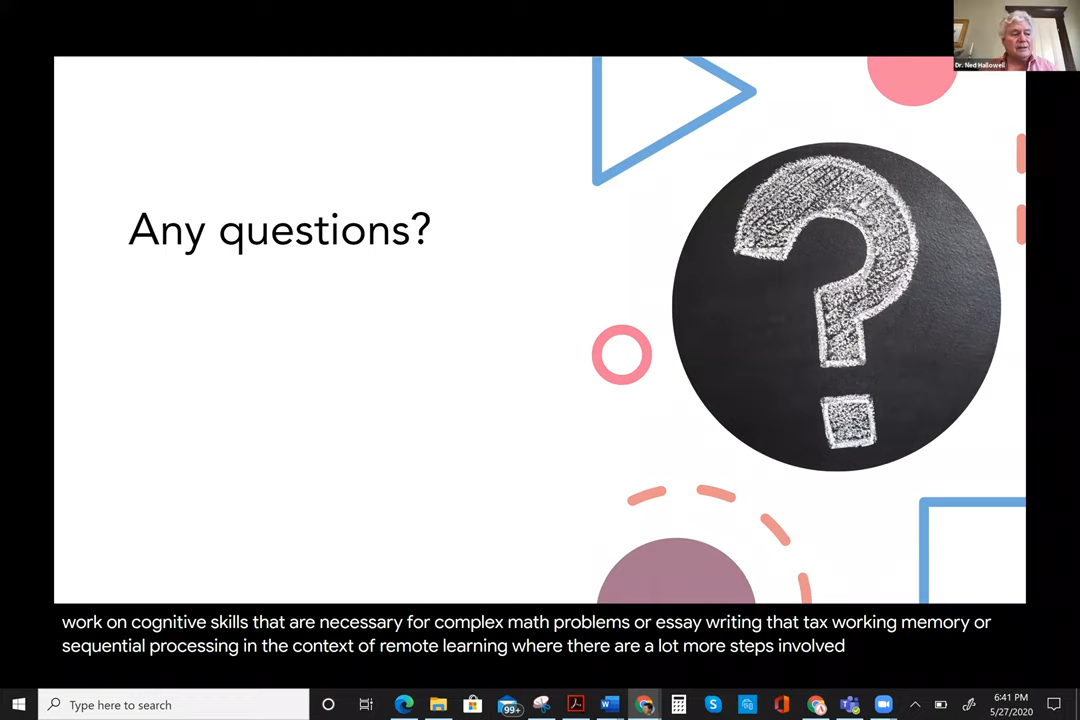 Dr. Ned Hallowell
Any questions?
?
work on cognitive skills that are necessary for complex math problems or essay writing that tax working memory or
sequential processing in the context of remote learning where there are a lot more steps involved
Type here to search
99+
6:41 PM
5/27/2020